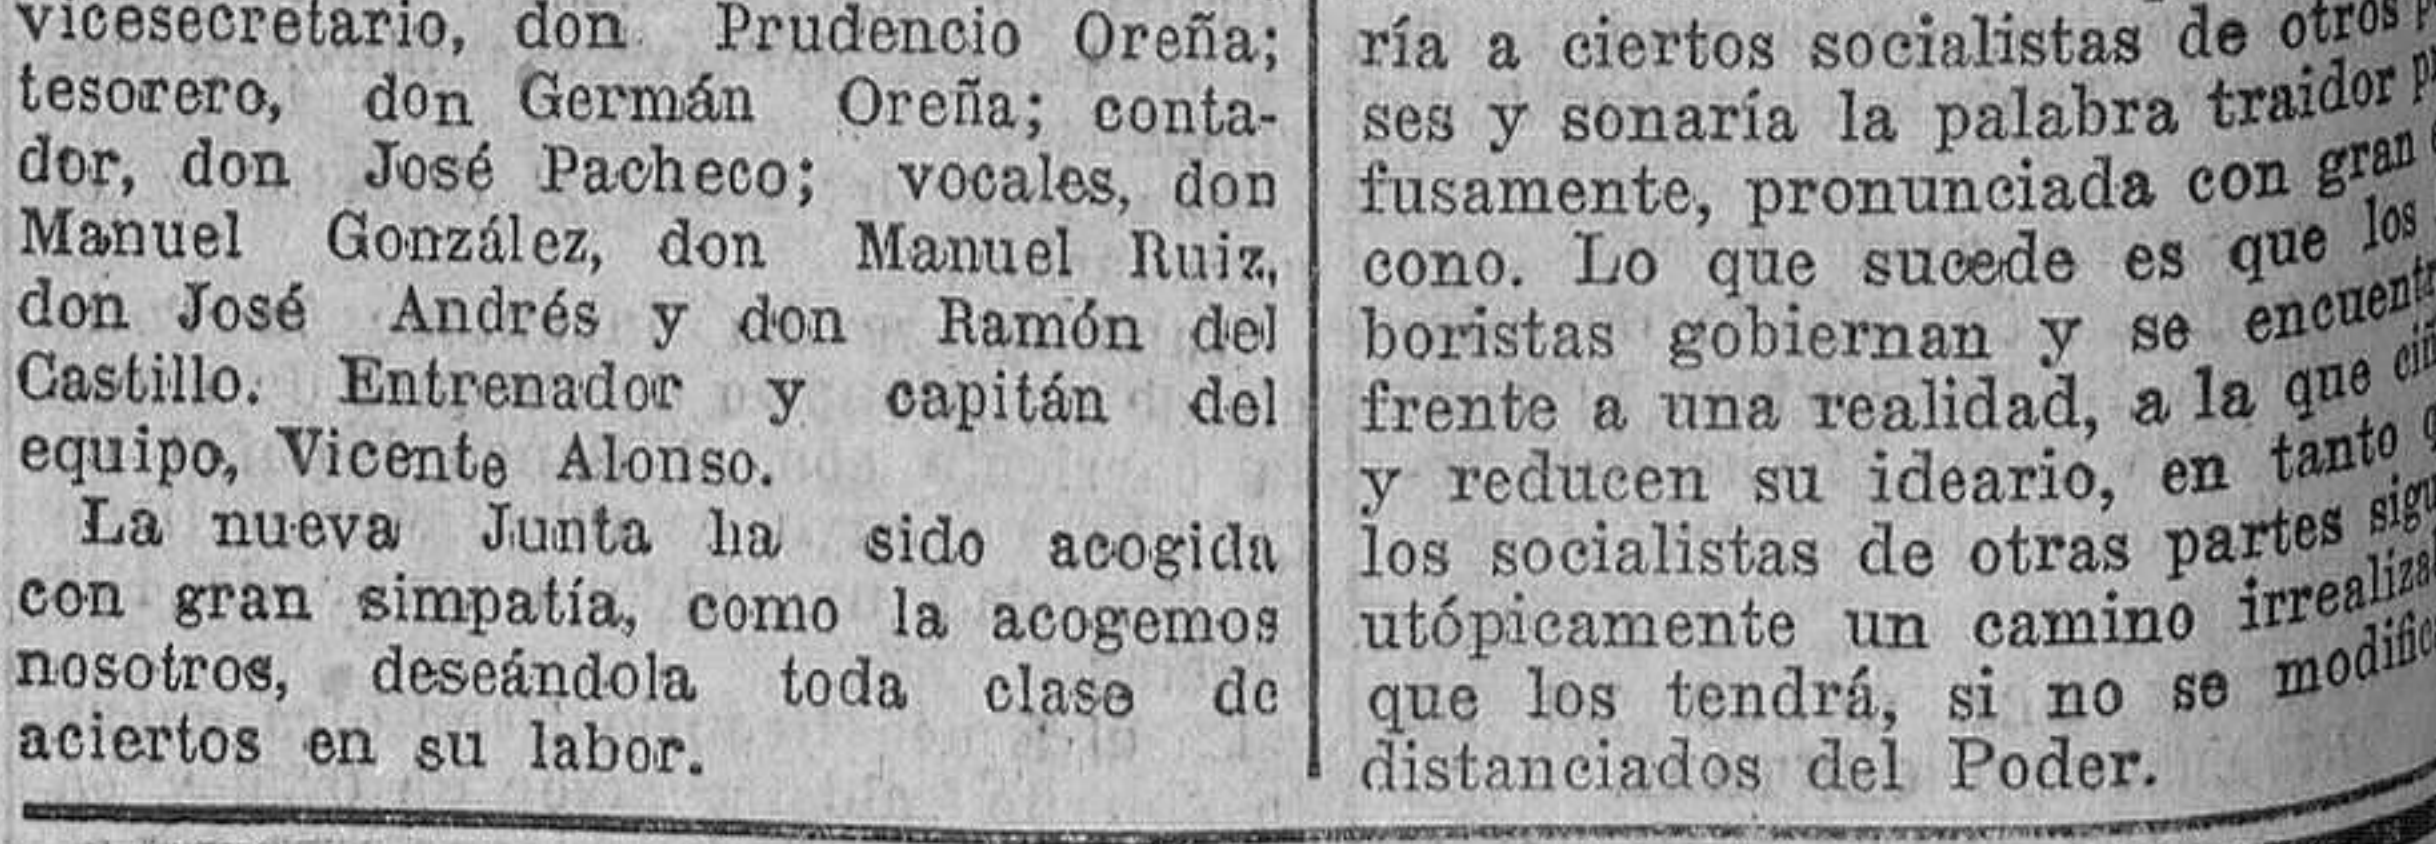 vicesecretario, don Prudencio Oreña;
tesorero, don Germán Oreña; conta-
dor, don José Pacheco; vocales, don
Manuel González, don Manuel Ruiz,
don José Andrés y don Ramón del
Castillo. Entrenador y capitán del
equipo, Vicente Alonso.
La nueva Junta ha sido acogida
con gran simpatía, como la acogemos
nosotros, deseándola toda clase de
aciertos en su labor.
ría a ciertos socialistas de otros
ses y sonaría la palabra traidor
fusamente, pronunciada con gran
cono. Lo que sucede es que los
boristas gobiernan y se
frente a una realidad, a la que
y reducen su ideario, en tanto
los socialistas de otras partes
utópicamente un camino
que los tendrá, si no se
distanciados del Poder.